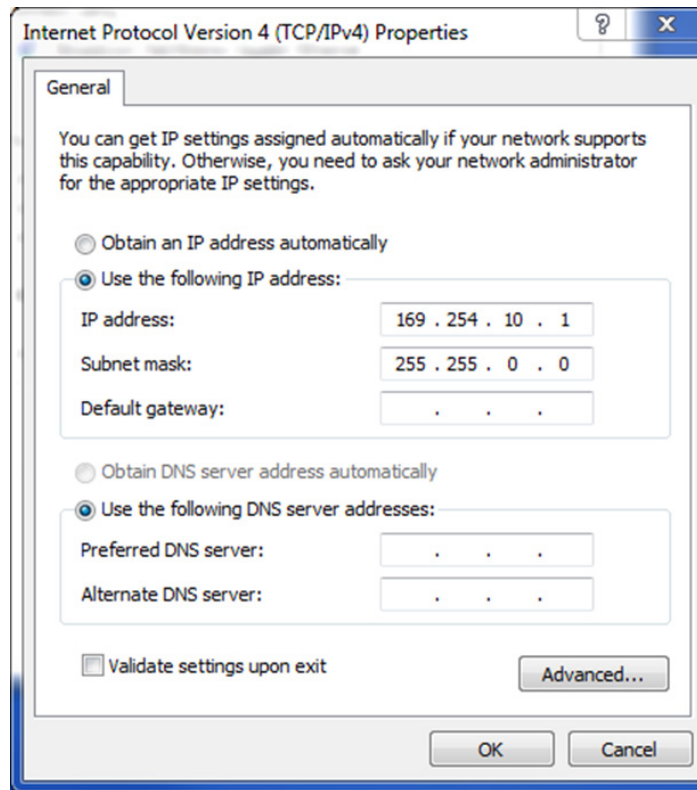 Internet Protocol Version 4 (TCP/IPv4) Properties
General
You can get IP settings assigned automatically if your network supports
this capability. Otherwise, you need to ask your network administrator
for the appropriate IP settings.
Obtain an IP address automatically
Use the following IP address:
IP address: 169 . 254 . 10 . 1
Subnet mask: 255 . 255 . 0 . 0
Default gateway: . . .
Obtain DNS server address automatically
Use the following DNS server addresses:
Preferred DNS server: . . .
Alternate DNS server: . . .
Validate settings upon exit
Advanced...
OK Cancel